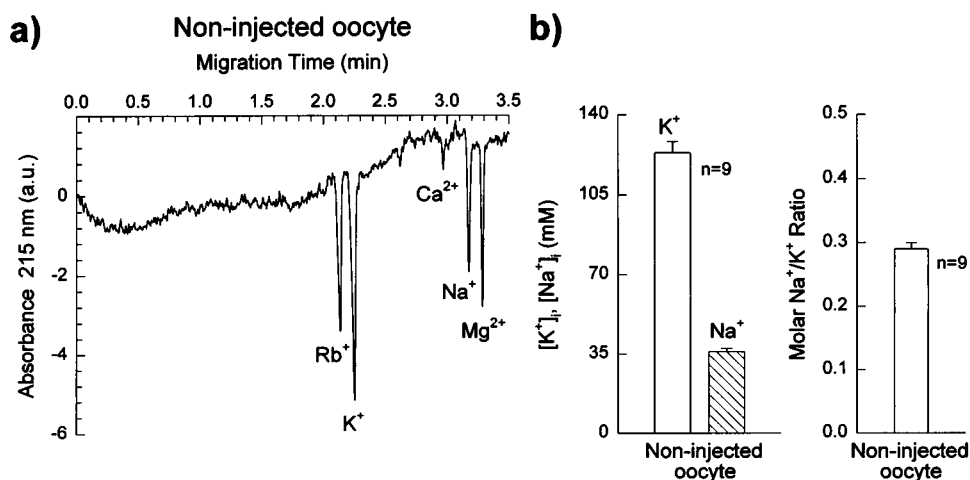 a)
Non-injected oocyte
Migration Time (min)
0.0 0.5 1.0 1.5 2.0 2.5 3.0 3.5
Absorbance 215 nm (a.u.)
0
-2
-4
-6
Rb⁺
K⁺
Ca²⁺
Na⁺
Mg²⁺
b)
[K⁺]ᵢ, [Na⁺]ᵢ (mM)
140
105
70
35
0
K⁺
n=9
Na⁺
Non-injected
oocyte
Molar Na⁺/K⁺ Ratio
0.5
0.4
0.3
0.2
0.1
0.0
n=9
Non-injected
oocyte